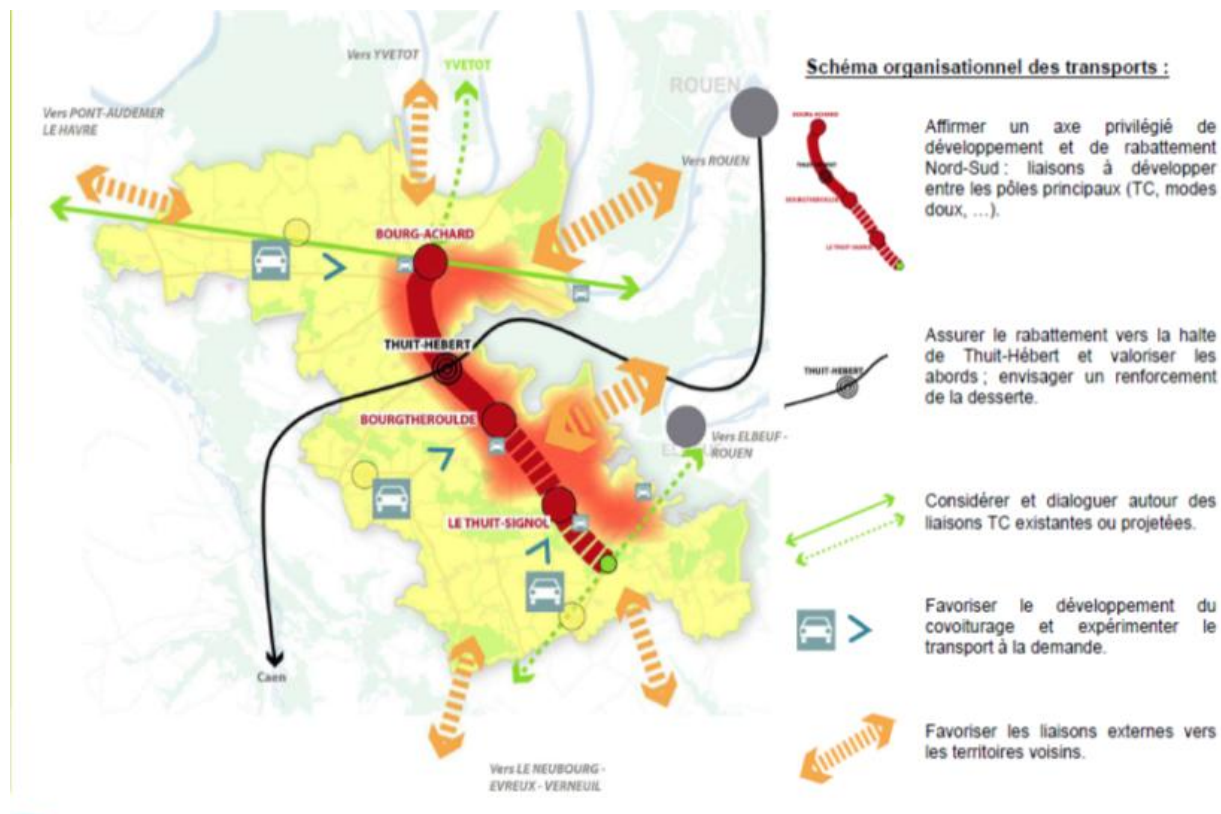 Vers YVETOT
YVETOT
ROUEN
Vers PONT-AUDEMER
LE HAVRE
Vers ROUEN
BOURG-ACHARD
THUIT-HEBERT
BOURGTHEROULDE
Vers ELBEUF -
ROUEN
LE THUIT-SIGNOL
Caen
Vers LE NEUBOURG -
EVREUX - VERNEUIL
Schéma organisationnel des transports :
BOURG-ACHARD
BOURGTHEROULDE
Affirmer un axe privilégié de
développement et de rabattement
Nord-Sud : liaisons à développer
entre les pôles principaux (TC, modes
doux, …).
THUIT-HEBERT
Assurer le rabattement vers la halte
de Thuit-Hébert et valoriser les
abords ; envisager un renforcement
de la desserte.
Considérer et dialoguer autour des
liaisons TC existantes ou projetées.
Favoriser le développement du
covoiturage et expérimenter le
transport à la demande.
Favoriser les liaisons externes vers
les territoires voisins.